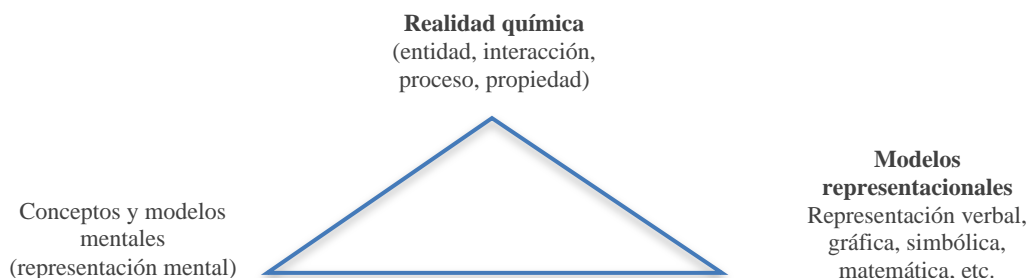 Realidad química
(entidad, interacción,
proceso, propiedad)
Conceptos y modelos
mentales
(representación mental)
Modelos
representacionales
Representación verbal,
gráfica, simbólica,
matemática, etc.